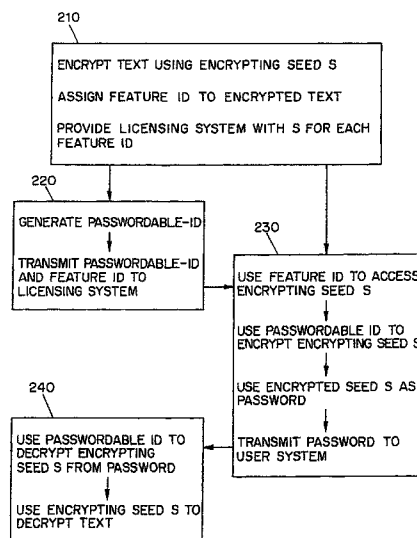 210
ENCRYPT TEXT USING ENCRYPTING SEED S
ASSIGN FEATURE ID TO ENCRYPTED TEXT
PROVIDE LICENSING SYSTEM WITH S FOR EACH
FEATURE ID
220
GENERATE PASSWORDABLE-ID
TRANSMIT PASSWORDABLE-ID
AND FEATURE ID TO
LICENSING SYSTEM
230
USE FEATURE ID TO ACCESS
ENCRYPTING SEED S
USE PASSWORDABLE ID TO
ENCRYPT ENCRYPTING SEED S
USE ENCRYPTED SEED S AS
PASSWORD
TRANSMIT PASSWORD TO
USER SYSTEM
240
USE PASSWORDABLE ID TO
DECRYPT ENCRYPTING
SEED S FROM PASSWORD
USE ENCRYPTING SEED S TO
DECRYPT TEXT